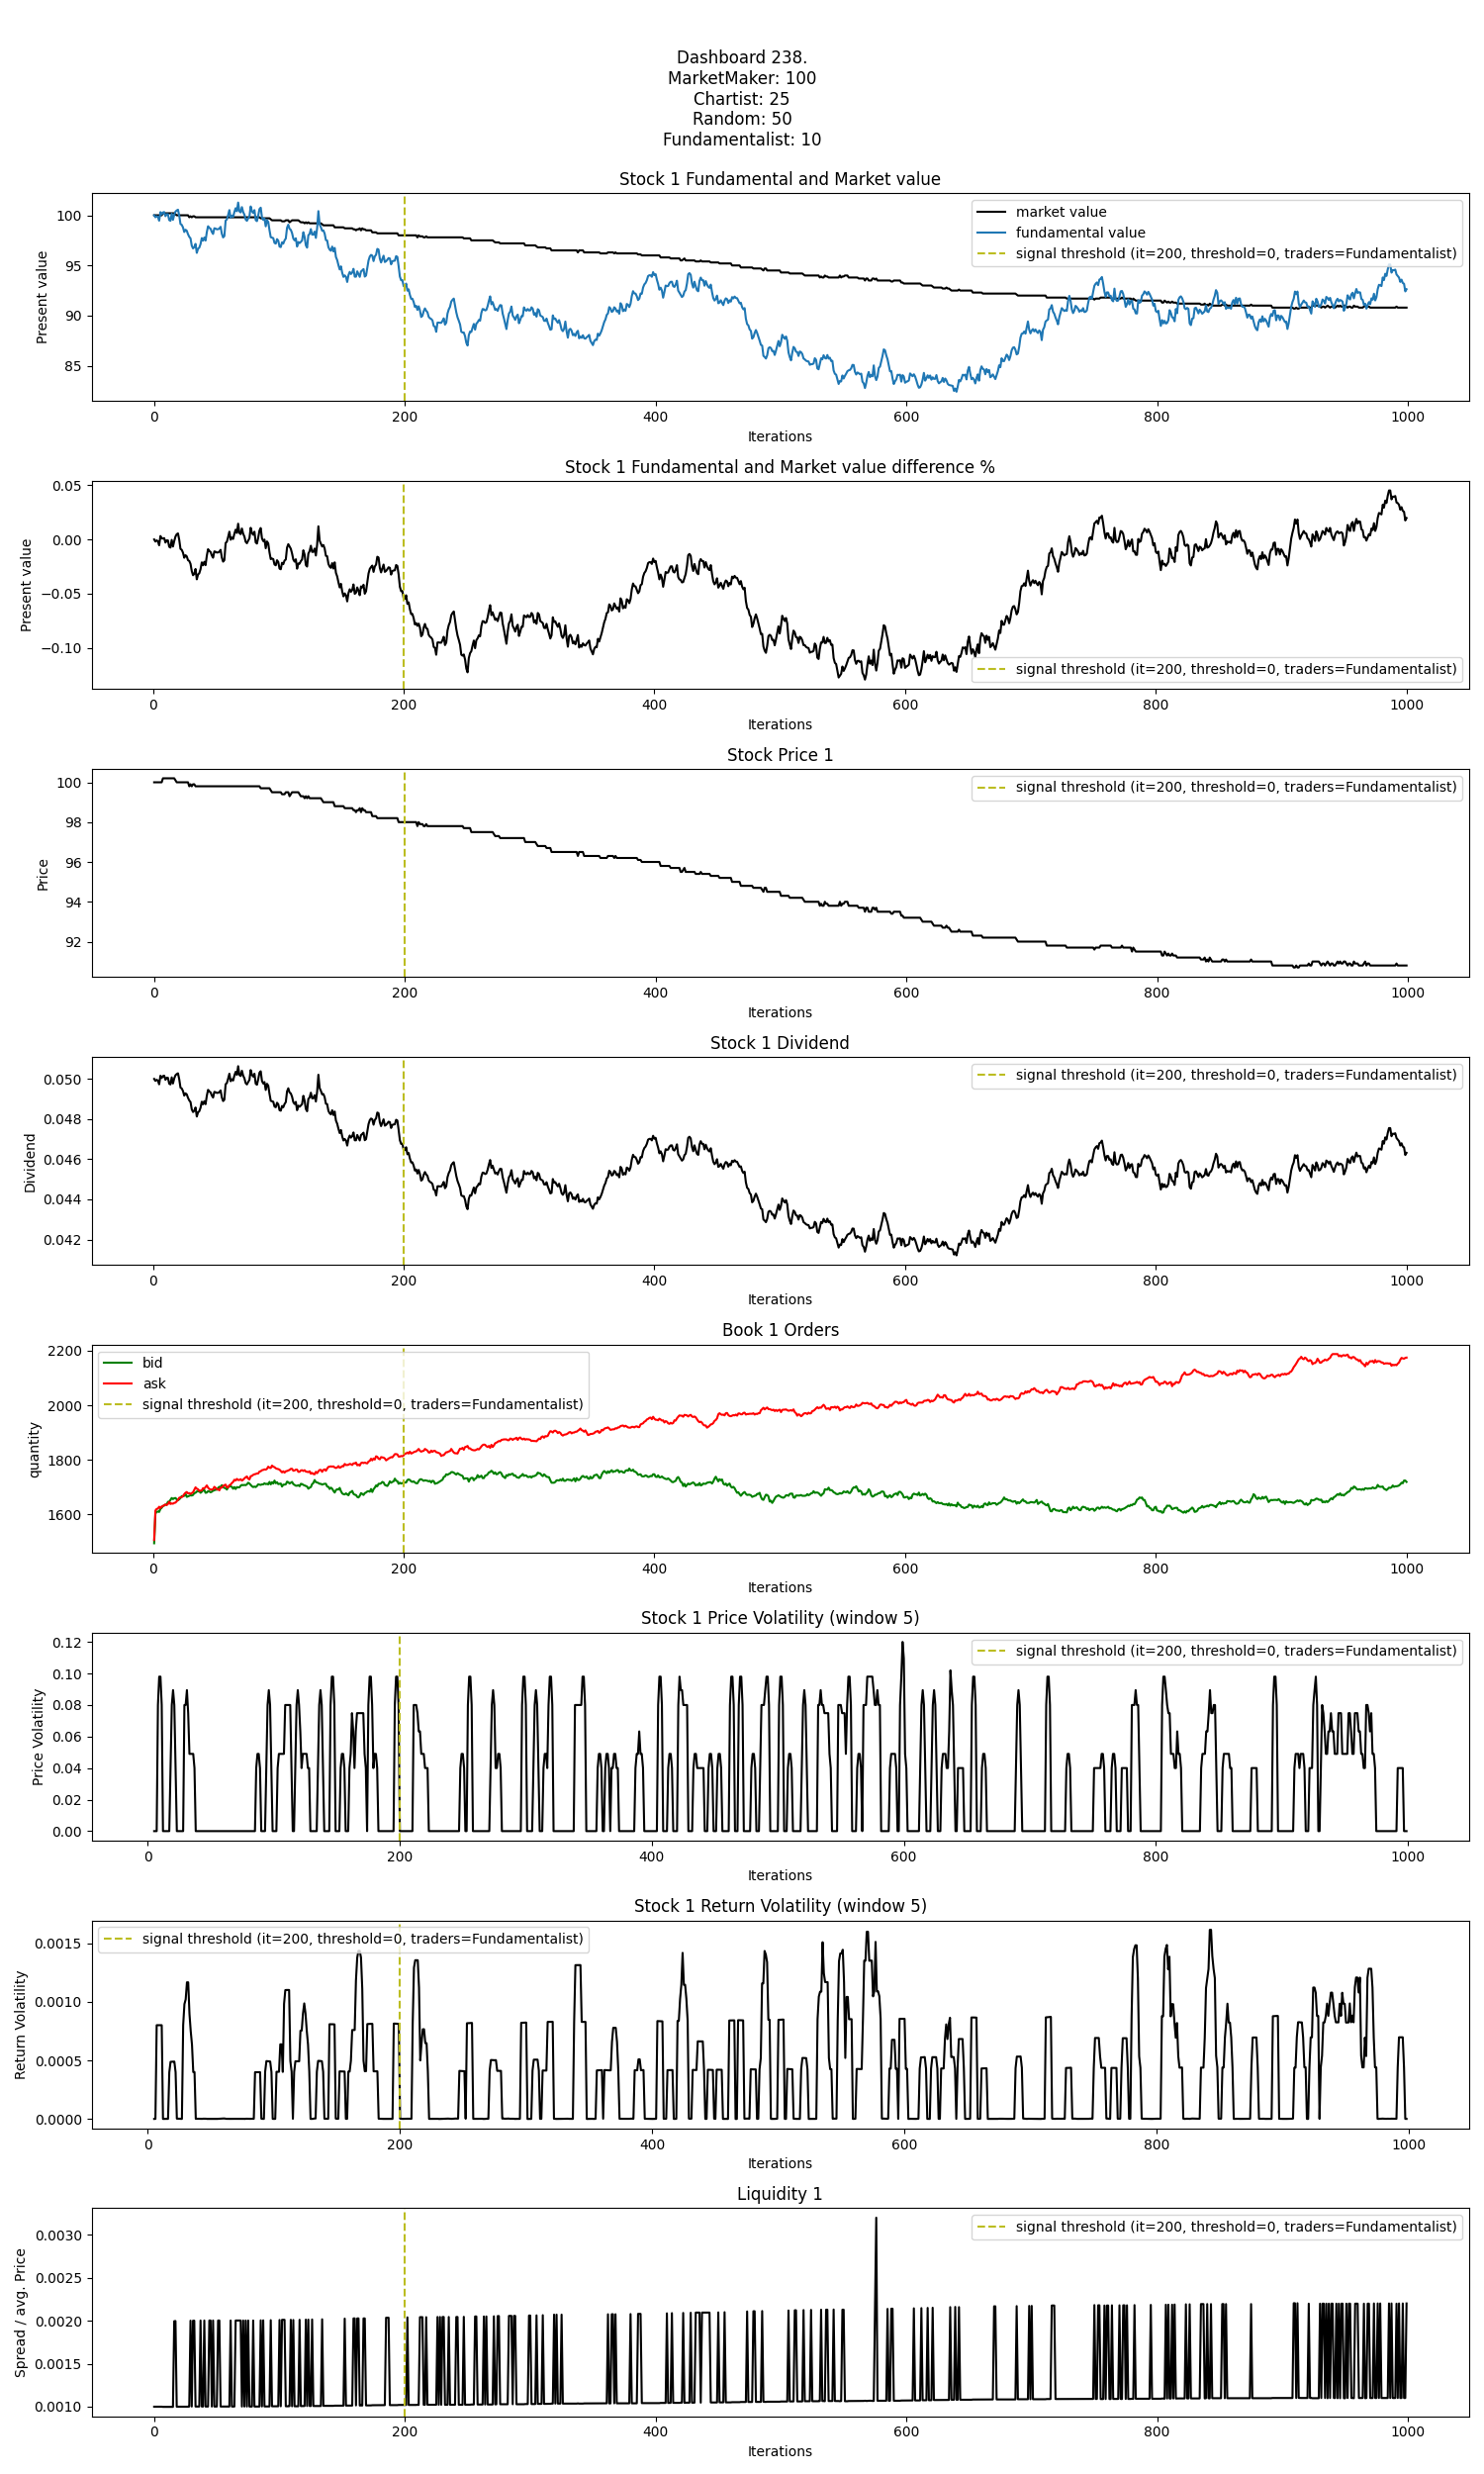 Dashboard 238.
MarketMaker: 100
Chartist: 25
Random: 50
Fundamentalist: 10
Stock 1 Fundamental and Market value
market value
fundamental value
signal threshold (it=200, threshold=0, traders=Fundamentalist)
Present value
100
95
90
85
0 200 400 600 800 1000
Iterations
Stock 1 Fundamental and Market value difference %
Present value
0.05
0.00
−0.05
−0.10
signal threshold (it=200, threshold=0, traders=Fundamentalist)
0 200 400 600 800 1000
Iterations
Stock Price 1
signal threshold (it=200, threshold=0, traders=Fundamentalist)
Price
100
98
96
94
92
0 200 400 600 800 1000
Iterations
Stock 1 Dividend
signal threshold (it=200, threshold=0, traders=Fundamentalist)
Dividend
0.050
0.048
0.046
0.044
0.042
0 200 400 600 800 1000
Iterations
Book 1 Orders
bid
ask
signal threshold (it=200, threshold=0, traders=Fundamentalist)
quantity
2200
2000
1800
1600
0 200 400 600 800 1000
Iterations
Stock 1 Price Volatility (window 5)
signal threshold (it=200, threshold=0, traders=Fundamentalist)
Price Volatility
0.12
0.10
0.08
0.06
0.04
0.02
0.00
0 200 400 600 800 1000
Iterations
Stock 1 Return Volatility (window 5)
signal threshold (it=200, threshold=0, traders=Fundamentalist)
Return Volatility
0.0015
0.0010
0.0005
0.0000
0 200 400 600 800 1000
Iterations
Liquidity 1
signal threshold (it=200, threshold=0, traders=Fundamentalist)
Spread / avg. Price
0.0030
0.0025
0.0020
0.0015
0.0010
0 200 400 600 800 1000
Iterations